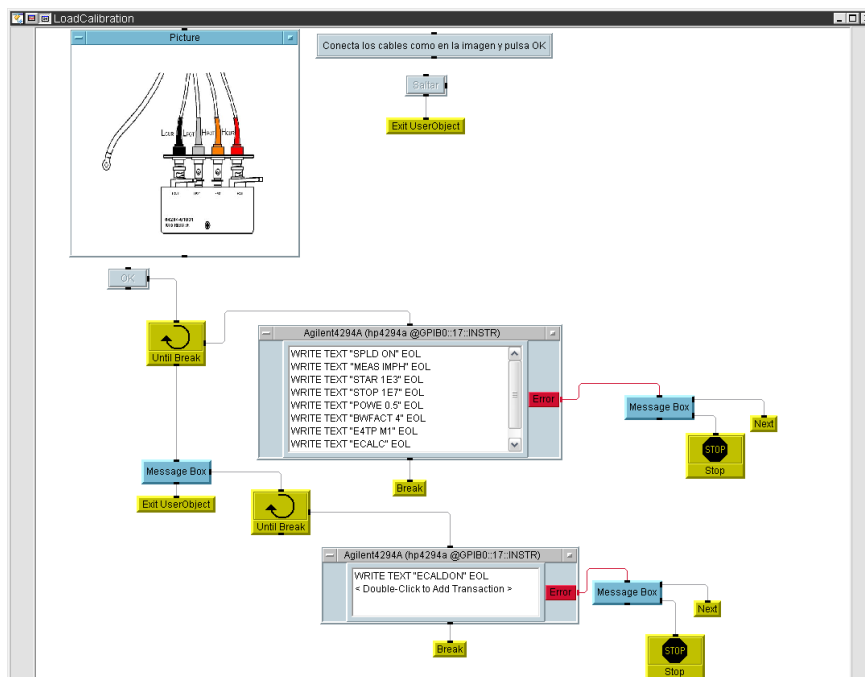 LoadCalibration
Picture
Conecta los cables como en la imagen y pulsa OK
Saltar
Exit UserObject
OK
Until Break
Agilent4294A (hp4294a @GPIB0::17::INSTR)
WRITE TEXT "SPLD ON" EOL
WRITE TEXT "MEAS IMPH" EOL
WRITE TEXT "STAR 1E3" EOL
WRITE TEXT "STOP 1E7" EOL
WRITE TEXT "POWE 0.5" EOL
WRITE TEXT "BWFACT 4" EOL
WRITE TEXT "E4TP M1" EOL
WRITE TEXT "ECALC" EOL
Error
Message Box
Next
STOP
Stop
Break
Message Box
Exit UserObject
Until Break
Agilent4294A (hp4294a @GPIB0::17::INSTR)
WRITE TEXT "ECALDON" EOL
< Double-Click to Add Transaction >
Error
Message Box
Next
STOP
Stop
Break